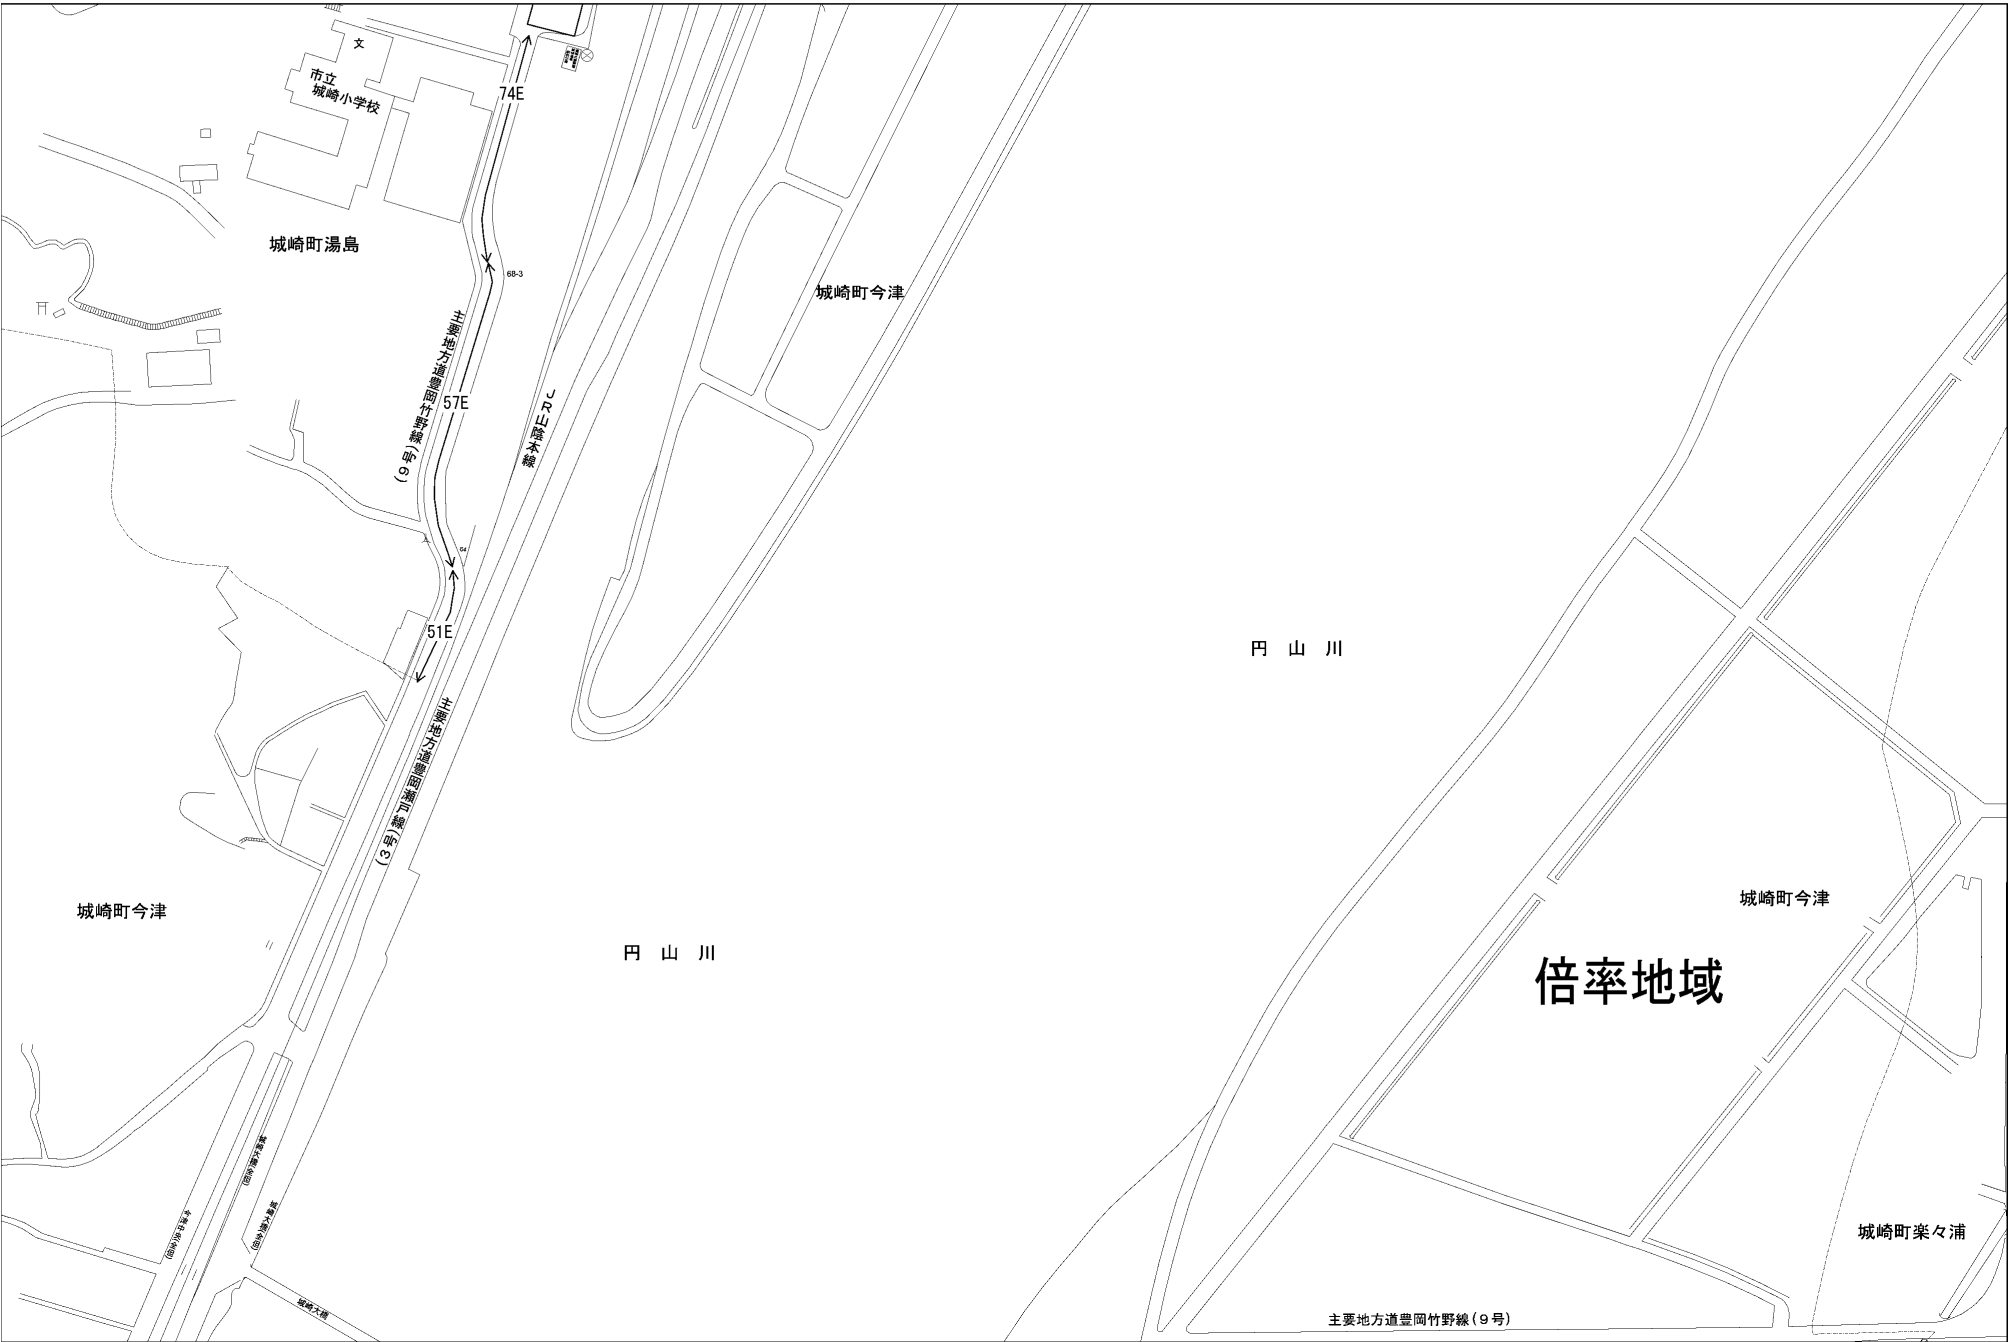 文
市立
城崎小学校
74E
城崎町湯島
68-3
城崎町今津
主要地方道豊岡竹野線
(9号)
57E
JR山陰本線
64
51E
円山川
主要地方道豊岡瀬戸線
(3号)
城崎町今津
城崎町今津
円山川
倍率地域
城崎大橋
城崎町楽々浦
主要地方道豊岡竹野線(9号)